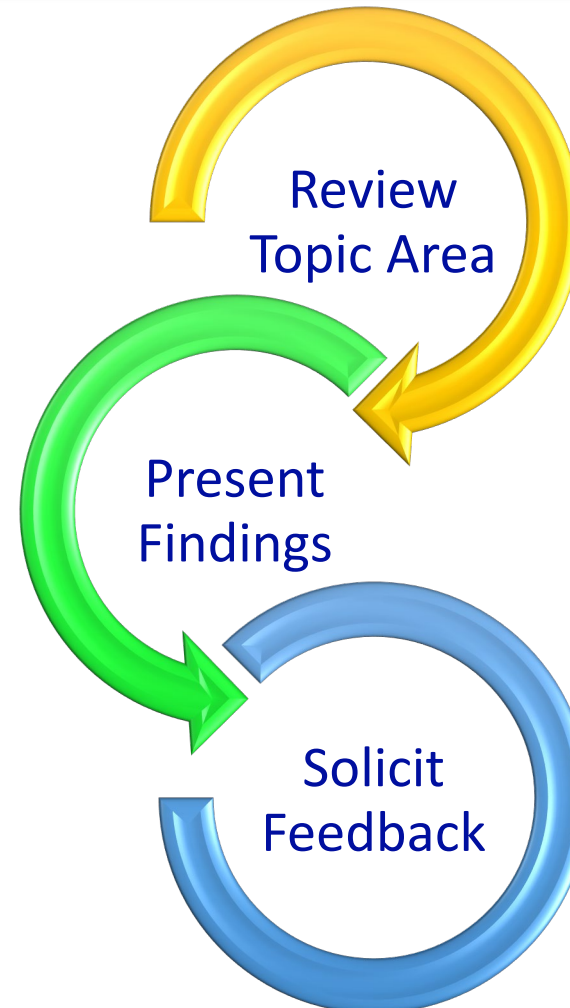 Review
Topic Area
Present
Findings
Solicit
Feedback